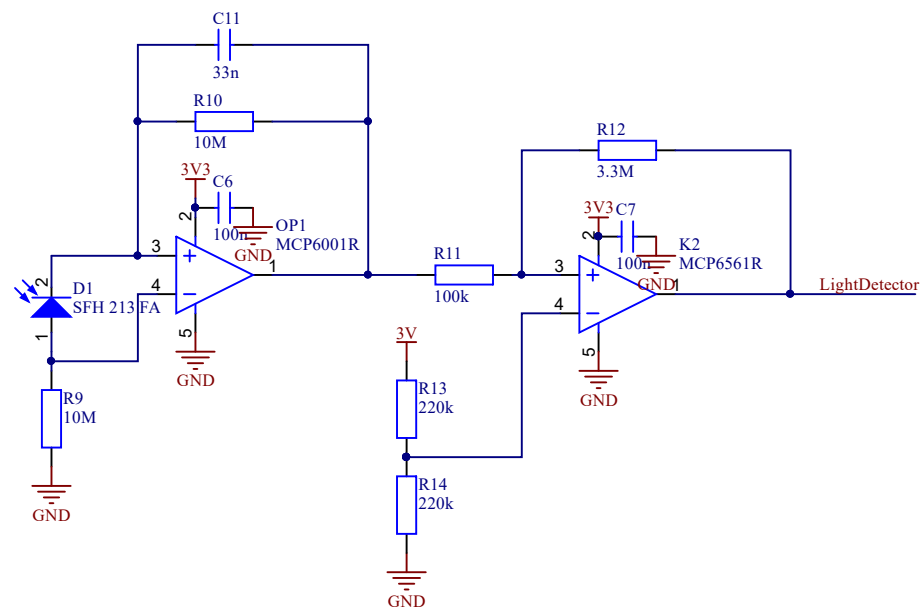 C11
33n
R10
10M
R12
3.3M
3V3
C6
2
100n
GND
OP1
MCP6001R
3
+
1
4
−
5
GND
2
D1
SFH 213 FA
1
R9
10M
GND
R11
100k
3V3
C7
2
100n
GND
K2
MCP6561R
3
+
1
4
−
5
GND
LightDetector
3V
R13
220k
R14
220k
GND